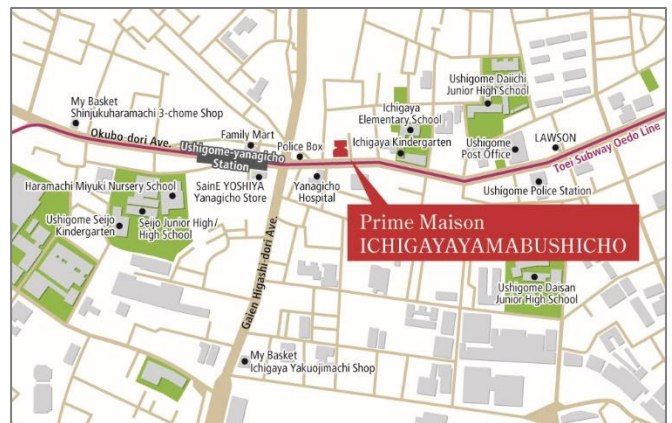 My Basket
Shinjukuharamachi 3-chome Shop
Okubo-dori Ave.
Family Mart
Ushigome-yanagicho
Station
Police Box
Ichigaya
Elementary School
Ichigaya Kindergarten
Ushigome Daiichi
Junior High School
Ushigome
Post Office
LAWSON
Toei Subway Oedo Line
Haramachi Miyuki Nursery School
SainE YOSHIYA
Yanagicho Store
Yanagicho
Hospital
Ushigome Police Station
Ushigome Seijo
Kindergarten
Seijo Junior High/
High School
Prime Maison
ICHIGAYAYAMABUSHICHO
Gaien Higashi-dori Ave.
Ushigome Daisan
Junior High School
My Basket
Ichigaya Yakuojimachi Shop